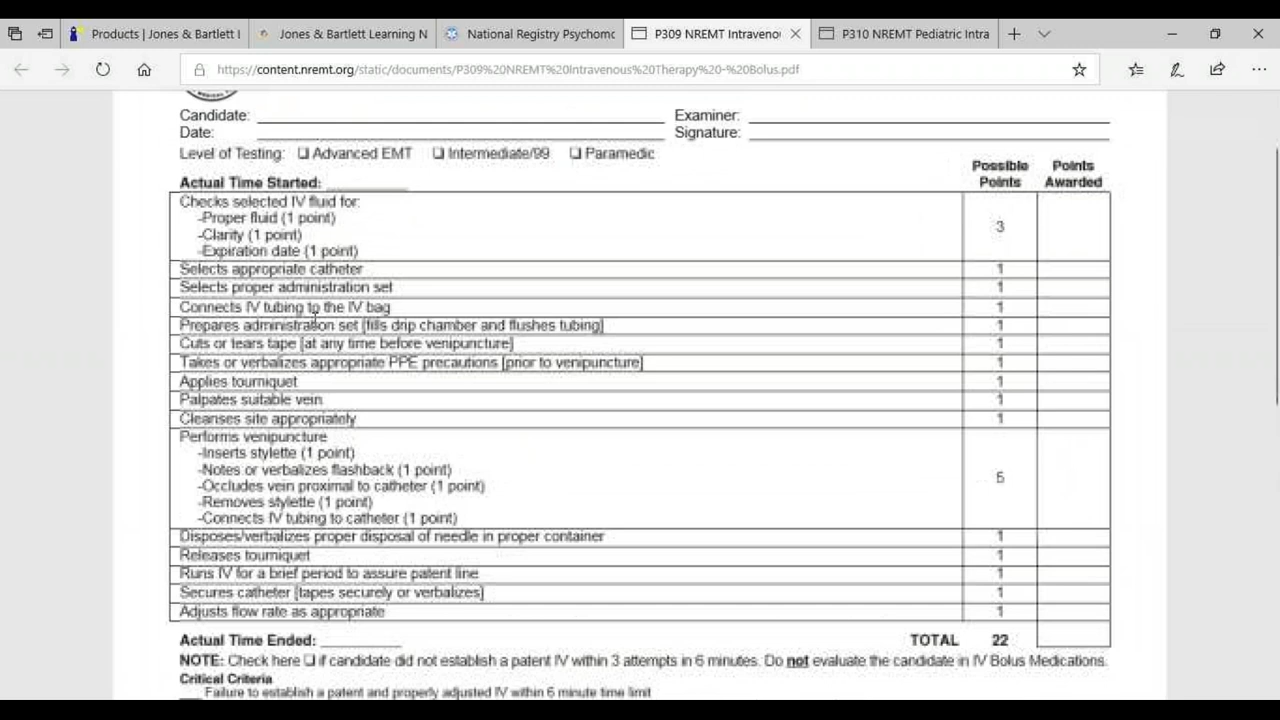 Products | Jones & Bartlett L
Jones & Bartlett Learning N
National Registry Psychomo
P309 NREMT Intravenou
P310 NREMT Pediatric Intra
https://content.nremt.org/static/documents/P309%20NREMT%20Intravenous%20Therapy%20-%20Bolus.pdf
Candidate:
Examiner:
Date:
Signature:
Level of Testing: ❑ Advanced EMT ❑ Intermediate/99 ❑ Paramedic
Actual Time Started:
Possible Points
Points Awarded
Checks selected IV fluid for:
-Proper fluid (1 point)
-Clarity (1 point)
-Expiration date (1 point)
3
Selects appropriate catheter 1
Selects proper administration set 1
Connects IV tubing to the IV bag 1
Prepares administration set [fills drip chamber and flushes tubing] 1
Cuts or tears tape [at any time before venipuncture] 1
Takes or verbalizes appropriate PPE precautions [prior to venipuncture] 1
Applies tourniquet 1
Palpates suitable vein 1
Cleanses site appropriately 1
Performs venipuncture
-Inserts stylette (1 point)
-Notes or verbalizes flashback (1 point)
-Occludes vein proximal to catheter (1 point)
-Removes stylette (1 point)
-Connects IV tubing to catheter (1 point)
5
Disposes/verbalizes proper disposal of needle in proper container 1
Releases tourniquet 1
Runs IV for a brief period to assure patent line 1
Secures catheter [tapes securely or verbalizes] 1
Adjusts flow rate as appropriate 1
Actual Time Ended:
TOTAL 22
NOTE: Check here ❑ if candidate did not establish a patent IV within 3 attempts in 6 minutes. Do not evaluate the candidate in IV Bolus Medications.
Critical Criteria
Failure to establish a patent and properly adjusted IV within 6 minute time limit